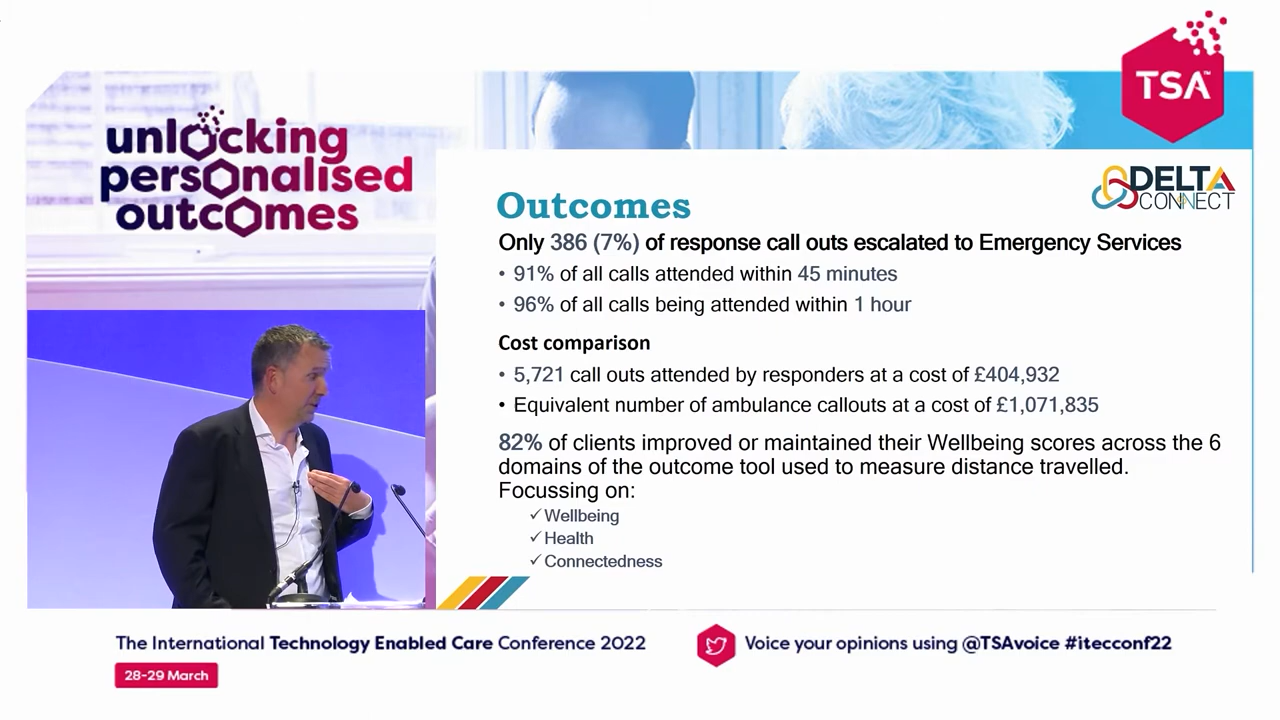 unlocking
personalised
outcomes
TSA™
DELTA
CONNECT
Outcomes
Only 386 (7%) of response call outs escalated to Emergency Services
• 91% of all calls attended within 45 minutes
• 96% of all calls being attended within 1 hour
Cost comparison
• 5,721 call outs attended by responders at a cost of £404,932
• Equivalent number of ambulance callouts at a cost of £1,071,835
82% of clients improved or maintained their Wellbeing scores across the 6
domains of the outcome tool used to measure distance travelled.
Focussing on:
✓Wellbeing
✓Health
✓Connectedness
The International Technology Enabled Care Conference 2022
28-29 March
Voice your opinions using @TSAvoice #itecconf22